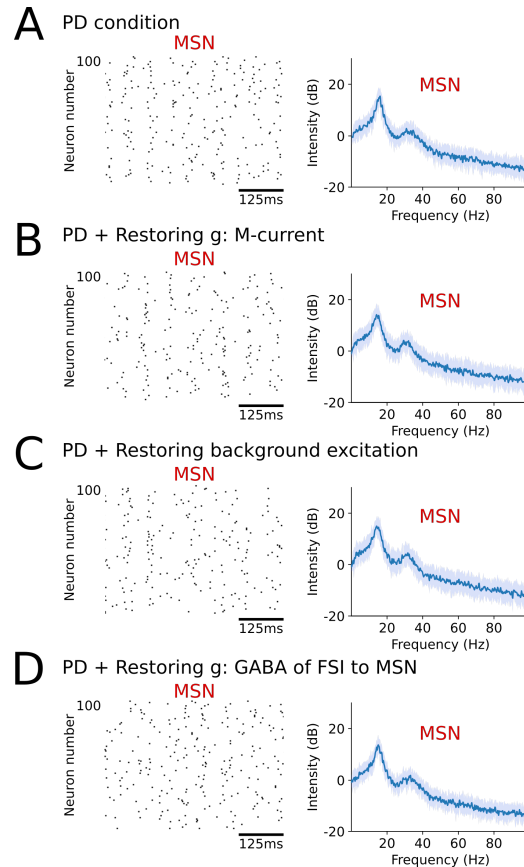 A PD condition
MSN
100
Neuron number
125ms
MSN
Intensity (dB)
20
0
-20
20 40 60 80
Frequency (Hz)
B PD + Restoring g: M-current
MSN
100
Neuron number
125ms
MSN
Intensity (dB)
20
0
-20
20 40 60 80
Frequency (Hz)
C PD + Restoring background excitation
MSN
100
Neuron number
125ms
MSN
Intensity (dB)
20
0
-20
20 40 60 80
Frequency (Hz)
D PD + Restoring g: GABA of FSI to MSN
MSN
100
Neuron number
125ms
MSN
Intensity (dB)
20
0
-20
20 40 60 80
Frequency (Hz)